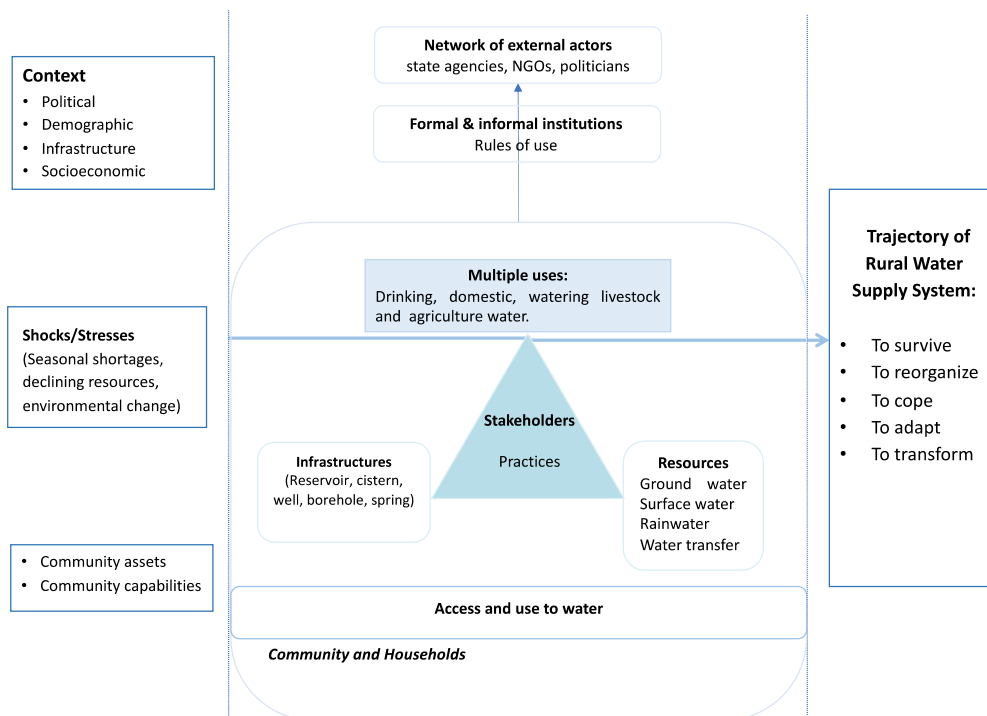 Context
• Political
• Demographic
• Infrastructure
• Socioeconomic
Shocks/Stresses
(Seasonal shortages,
declining resources,
environmental change)
• Community assets
• Community capabilities
Network of external actors
state agencies, NGOs, politicians
Formal & informal institutions
Rules of use
Multiple uses:
Drinking, domestic, watering livestock
and agriculture water.
Stakeholders
Practices
Infrastructures
(Reservoir, cistern,
well, borehole, spring)
Resources
Ground water
Surface water
Rainwater
Water transfer
Access and use to water
Community and Households
Trajectory of
Rural Water
Supply System:
• To survive
• To reorganize
• To cope
• To adapt
• To transform